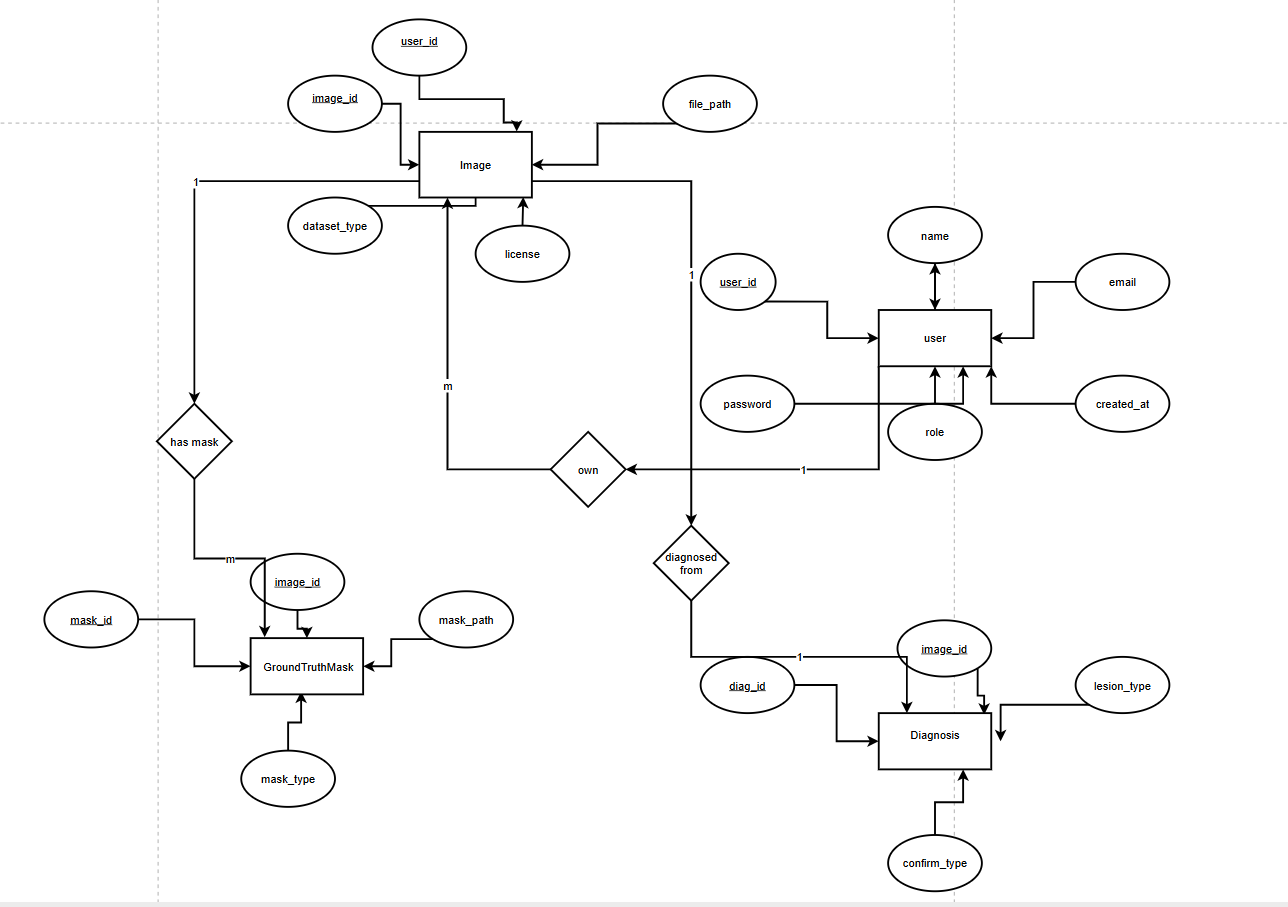 user_id
image_id
file_path
Image
1
dataset_type
license
name
1
user_id
email
user
m
password
created_at
role
has mask
own
1
diagnosed
from
m
image_id
mask_id
mask_path
image_id
1
GroundTruthMask
diag_id
lesion_type
Diagnosis
mask_type
confirm_type